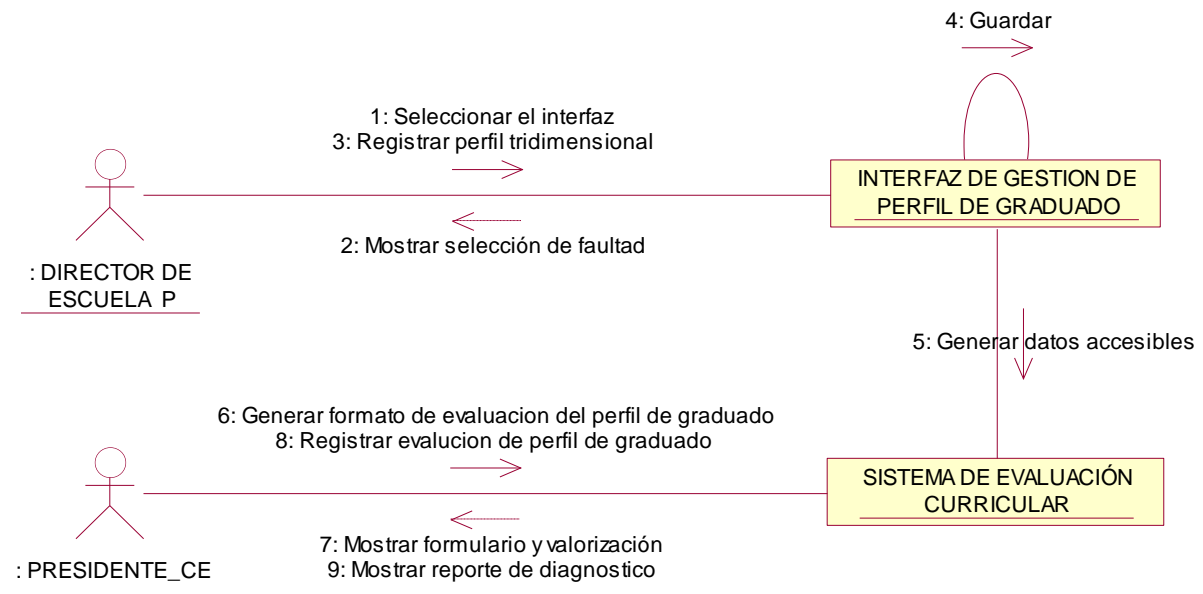 4: Guardar
1: Seleccionar el interfaz
3: Registrar perfil tridimensional
INTERFAZ DE GESTION DE
PERFIL DE GRADUADO
2: Mostrar selección de faultad
: DIRECTOR DE
ESCUELA P
5: Generar datos accesibles
6: Generar formato de evaluacion del perfil de graduado
8: Registrar evalucion de perfil de graduado
SISTEMA DE EVALUACIÓN
CURRICULAR
7: Mostrar formulario y valorización
9: Mostrar reporte de diagnostico
: PRESIDENTE_CE